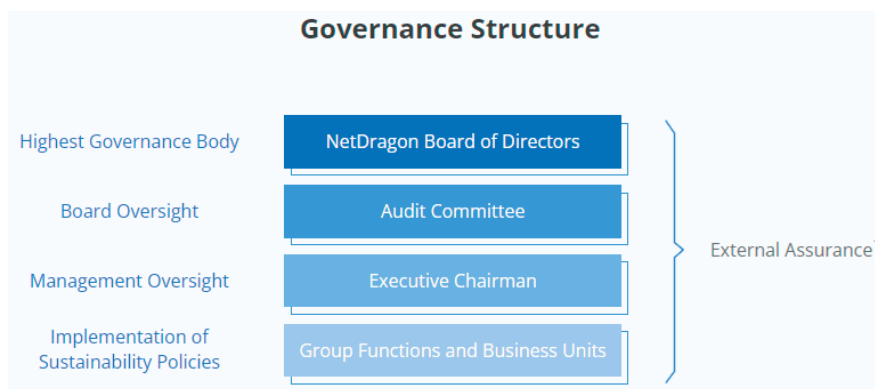 Governance Structure
Highest Governance Body
NetDragon Board of Directors
Board Oversight
Audit Committee
Management Oversight
Executive Chairman
Implementation of
Sustainability Policies
Group Functions and Business Units
External Assurance